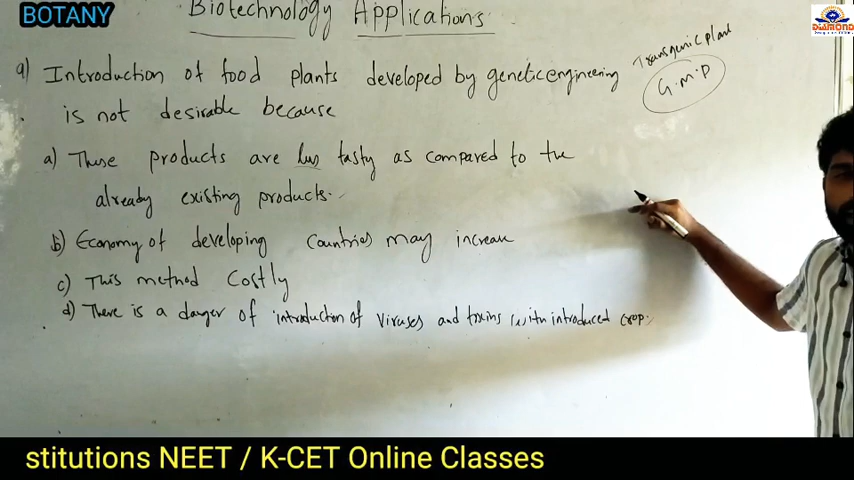 BOTANY
Biotechnology Applications
DIAMOND
Transgenic plant
Q) Introduction of food plants developed by genetic engineering
G.M.P
is not desirable because
a) These products are less tasty as compared to the
already existing products.
b) Economy of developing countries may increase
c) This method costly
d) There is a danger of introduction of viruses and toxins with introduced crop.
stitutions NEET / K-CET Online Classes